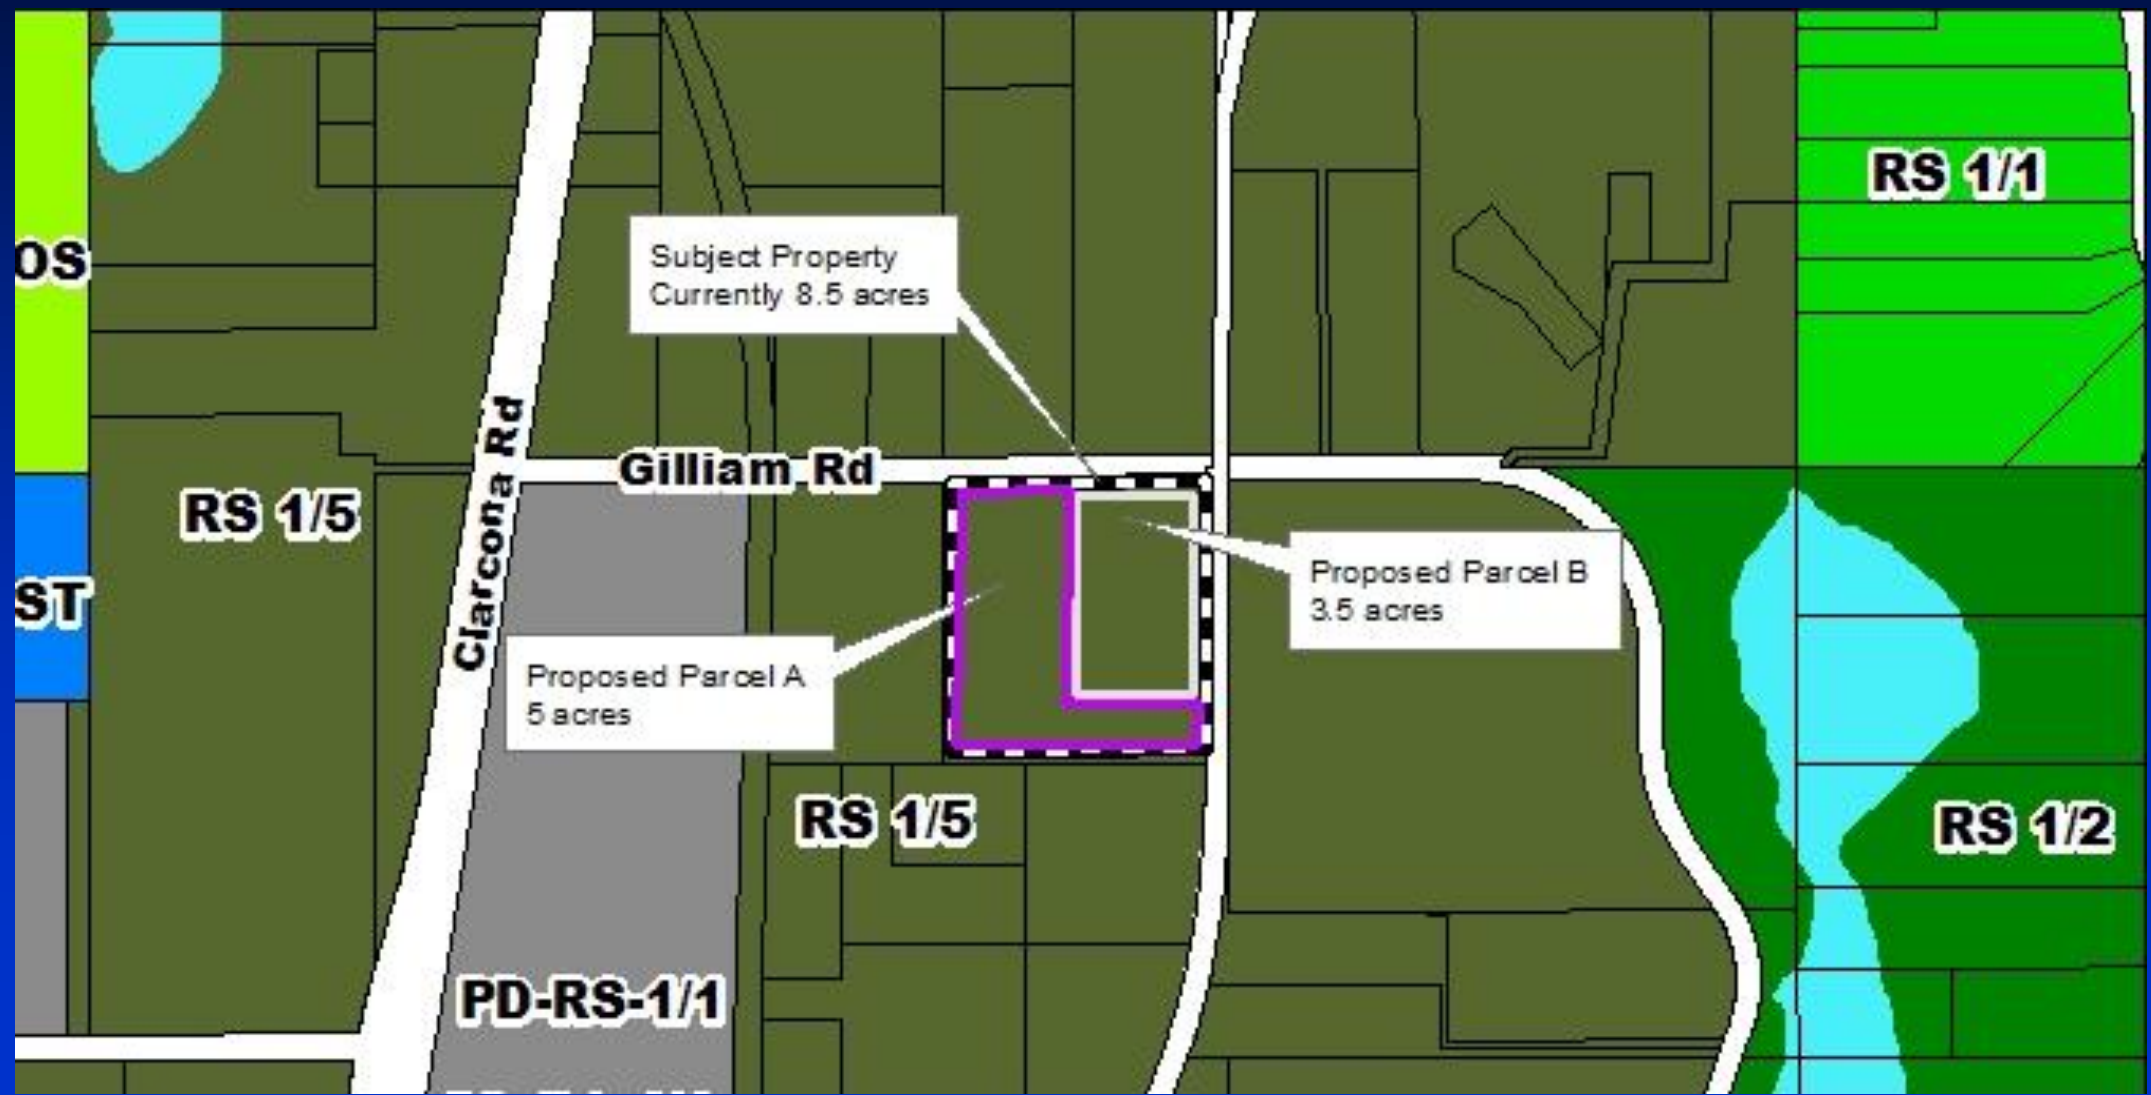 RS 1/1
OS
Subject Property
Currently 8.5 acres
Gilliam Rd
Clarcona Rd
RS 1/5
Proposed Parcel B
3.5 acres
ST
Proposed Parcel A
5 acres
RS 1/5
RS 1/2
PD-RS-1/1